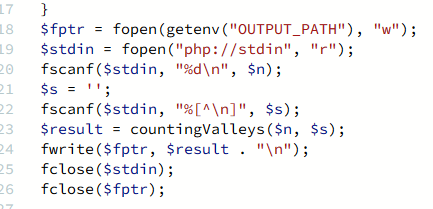 17 }
18 $fptr = fopen(getenv("OUTPUT_PATH"), "w");
19 $stdin = fopen("php://stdin", "r");
20 fscanf($stdin, "%d\n", $n);
21 $s = '';
22 fscanf($stdin, "%[^\n]", $s);
23 $result = countingValleys($n, $s);
24 fwrite($fptr, $result . "\n");
25 fclose($stdin);
26 fclose($fptr);
27